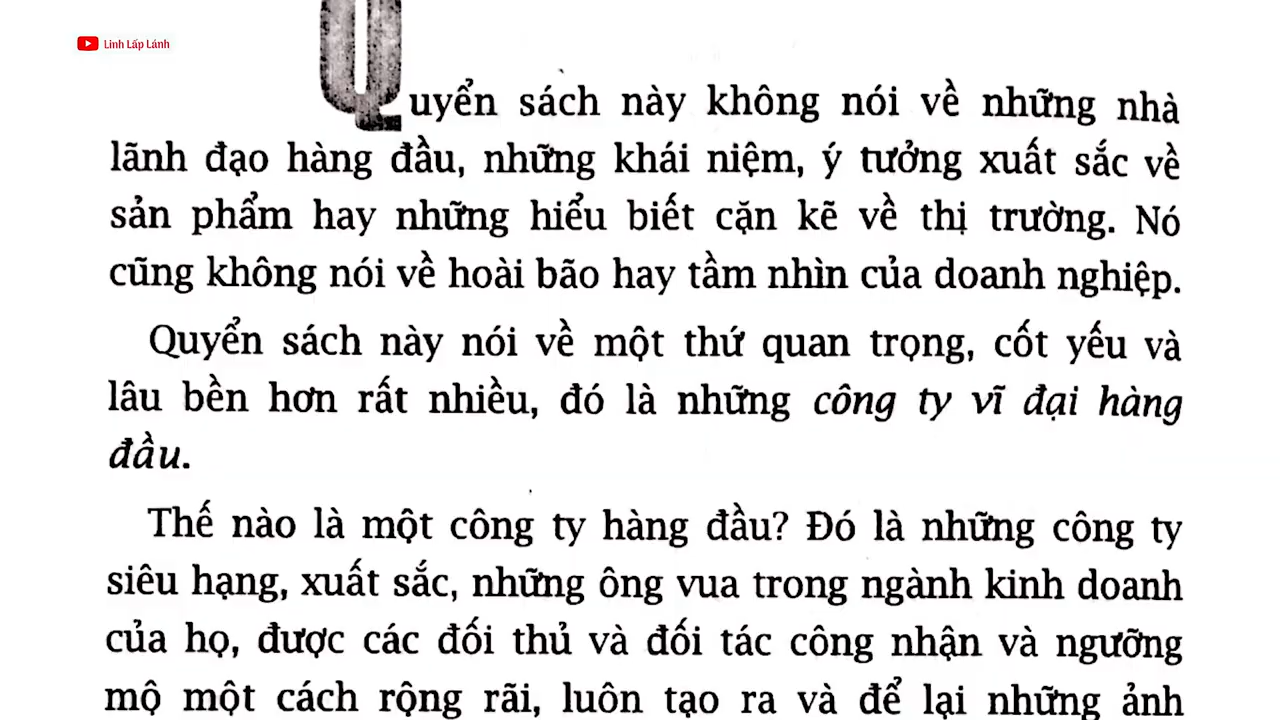 Linh Lấp Lánh
Quyển sách này không nói về những nhà
lãnh đạo hàng đầu, những khái niệm, ý tưởng xuất sắc về
sản phẩm hay những hiểu biết cặn kẽ về thị trường. Nó
cũng không nói về hoài bão hay tầm nhìn của doanh nghiệp.
Quyển sách này nói về một thứ quan trọng, cốt yếu và
lâu bền hơn rất nhiều, đó là những công ty vĩ đại hàng
đầu.
Thế nào là một công ty hàng đầu? Đó là những công ty
siêu hạng, xuất sắc, những ông vua trong ngành kinh doanh
của họ, được các đối thủ và đối tác công nhận và ngưỡng
mộ một cách rộng rãi, luôn tạo ra và để lại những ảnh